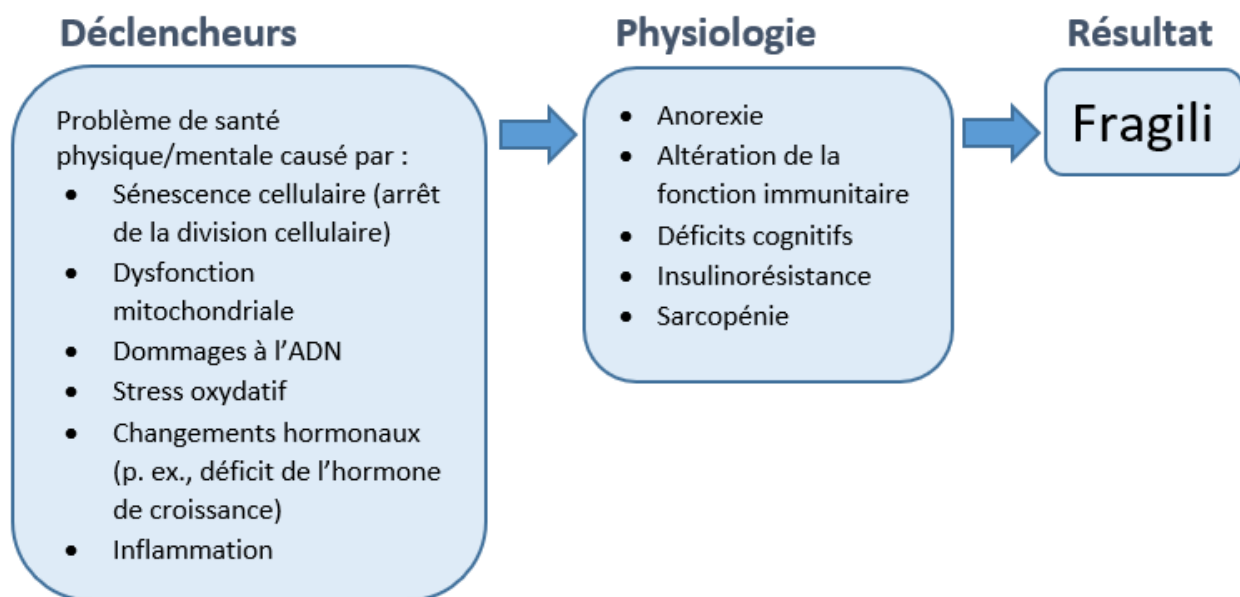 Déclencheurs
Problème de santé
physique/mentale causé par :
• Sénescence cellulaire (arrêt
de la division cellulaire)
• Dysfonction
mitochondriale
• Dommages à l’ADN
• Stress oxydatif
• Changements hormonaux
(p. ex., déficit de l’hormone
de croissance)
• Inflammation
Physiologie
• Anorexie
• Altération de la
fonction immunitaire
• Déficits cognitifs
• Insulinorésistance
• Sarcopénie
Résultat
Fragili